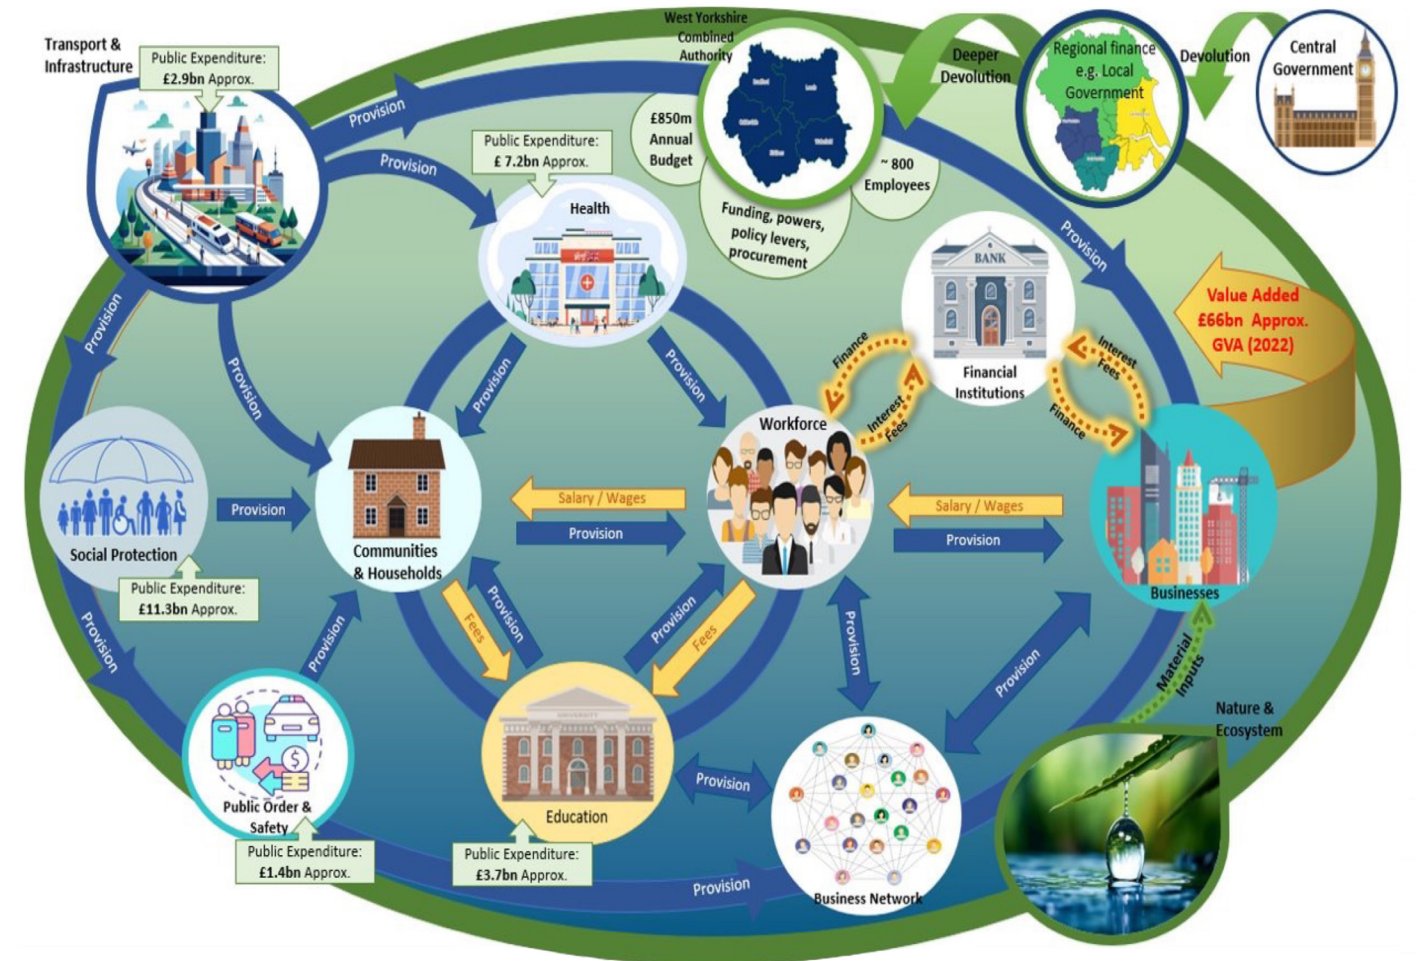 Transport &
Infrastructure
Public Expenditure:
£2.9bn Approx.
Provision
Provision
Provision
Provision
Public Expenditure:
£ 7.2bn Approx.
Health
Provision
Provision
West Yorkshire
Combined
Authority
£850m
Annual
Budget
Funding, powers,
policy levers,
procurement
~ 800
Employees
Deeper
Devolution
Regional finance
e.g. Local
Government
Devolution
Central
Government
Provision
BANK
Financial
Institutions
Finance
Interest
Fees
Interest
Fees
Finance
Value Added
£66bn Approx.
GVA (2022)
Social Protection
Public Expenditure:
£11.3bn Approx.
Provision
Provision
Communities
& Households
Salary / Wages
Provision
Workforce
Salary / Wages
Provision
Businesses
Fees
Provision
Provision
Fees
Provision
Provision
Provision
Material
Inputs
Nature &
Ecosystem
Public Order &
Safety
Public Expenditure:
£1.4bn Approx.
UNIVERSITY
Education
Public Expenditure:
£3.7bn Approx.
Provision
Provision
Business Network